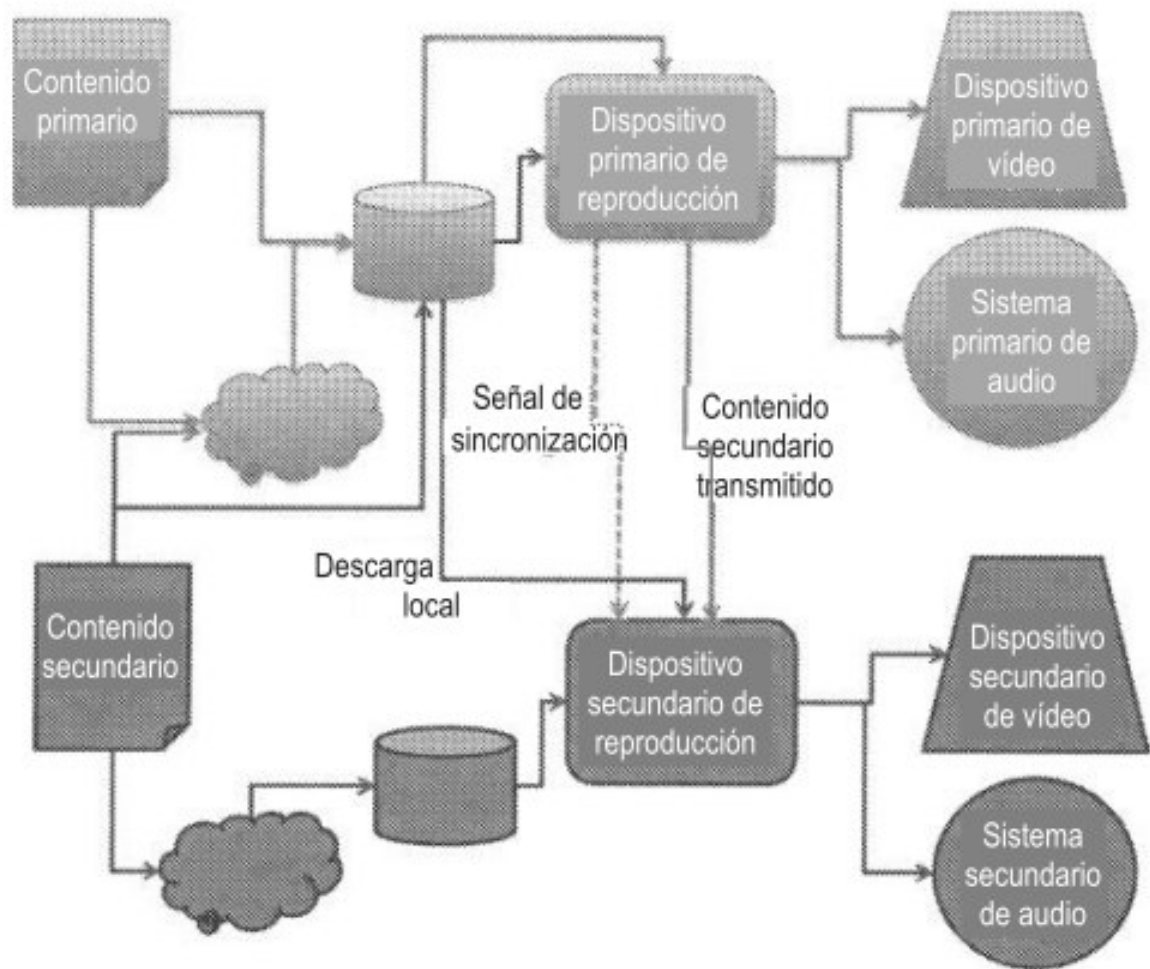 Contenido
primario
Dispositivo
primario de
reproducción
Dispositivo
primario de
vídeo
Sistema
primario de
audio
Señal de
sincronización
Contenido
secundario
transmitido
Descarga
local
Contenido
secundario
Dispositivo
secundario de
reproducción
Dispositivo
secundario
de vídeo
Sistema
secundario
de audio